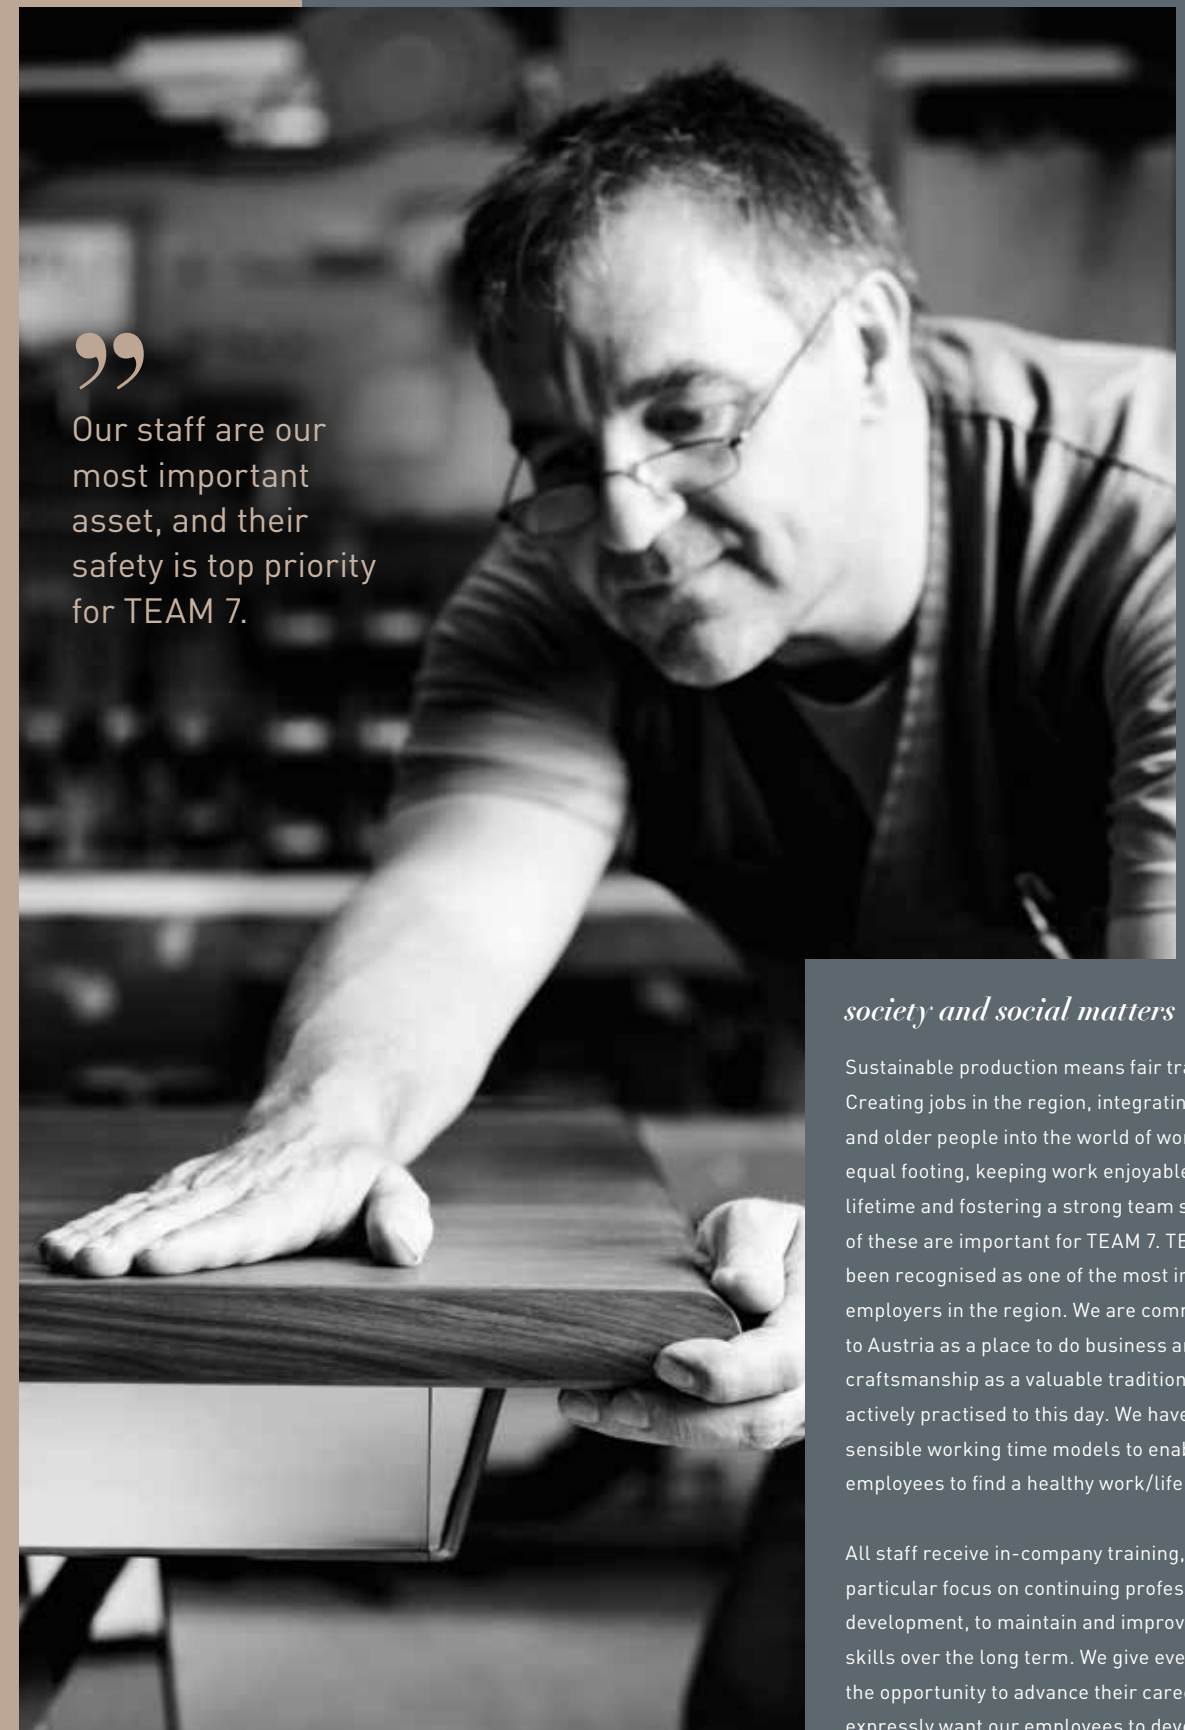 ”
Our staff are our
most important
asset, and their
safety is top priority
for TEAM 7.
society and social matters
Sustainable production means fair
Creating jobs in the region,
and older people into the world of
equal footing, keeping work enjoyable
lifetime and fostering a strong team
of these are important for TEAM 7.
been recognised as one of the most
employers in the region. We are
to Austria as a place to do business
craftsmanship as a valuable tradition
actively practised to this day. We have
sensible working time models to
employees to find a healthy work/life
All staff receive in-company training,
particular focus on continuing
development, to maintain and
skills over the long term. We give
the opportunity to advance their
expressly want our employees to